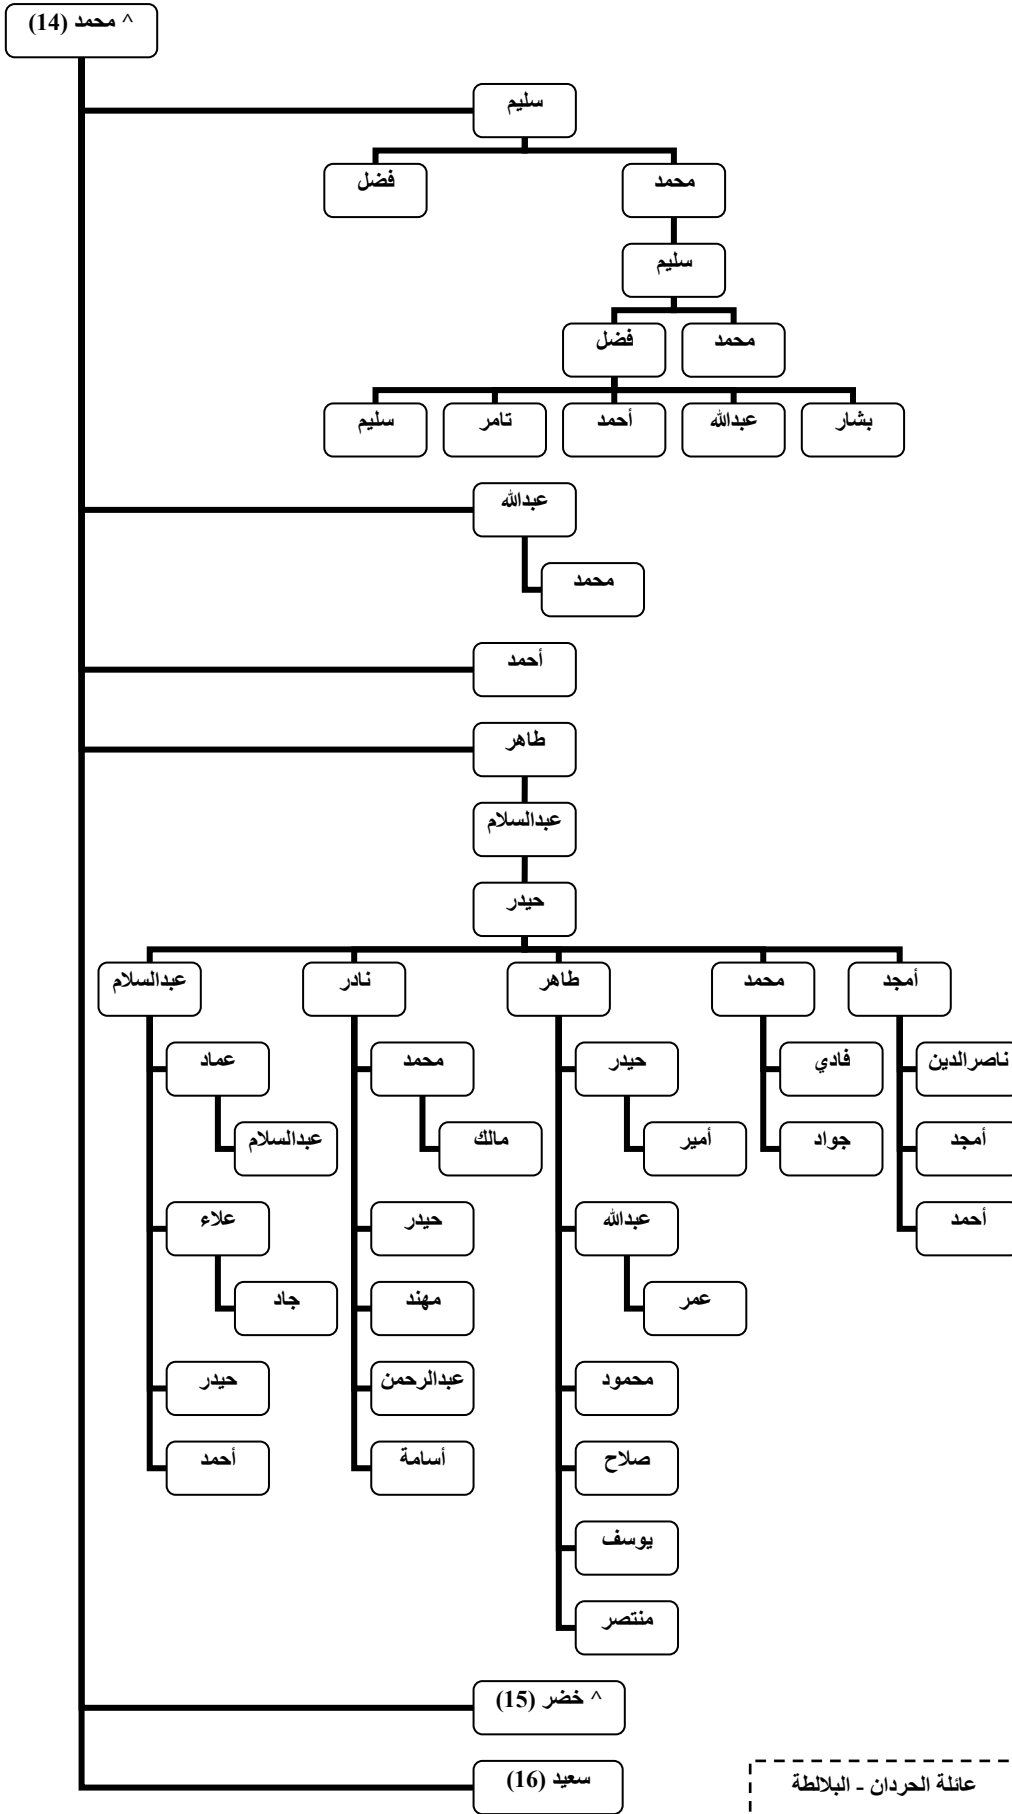 ^ محمد (14)
سليم
محمد
فضل
سليم
محمد
فضل
بشار
عبدالله
أحمد
تامر
سليم
عبدالله
محمد
أحمد
طاهر
عبدالسلام
حيدر
أمجد
محمد
طاهر
نادر
عبدالسلام
ناصرالدين
فادي
حيدر
محمد
عماد
أمجد
جواد
أمير
مالك
عبدالسلام
أحمد
عبدالله
حيدر
علاء
عمر
مهند
جاد
محمود
عبدالرحمن
حيدر
صلاح
أسامة
أحمد
يوسف
منتصر
^ خضر (15)
سعيد (16)
عائلة الحردان - البلالطة